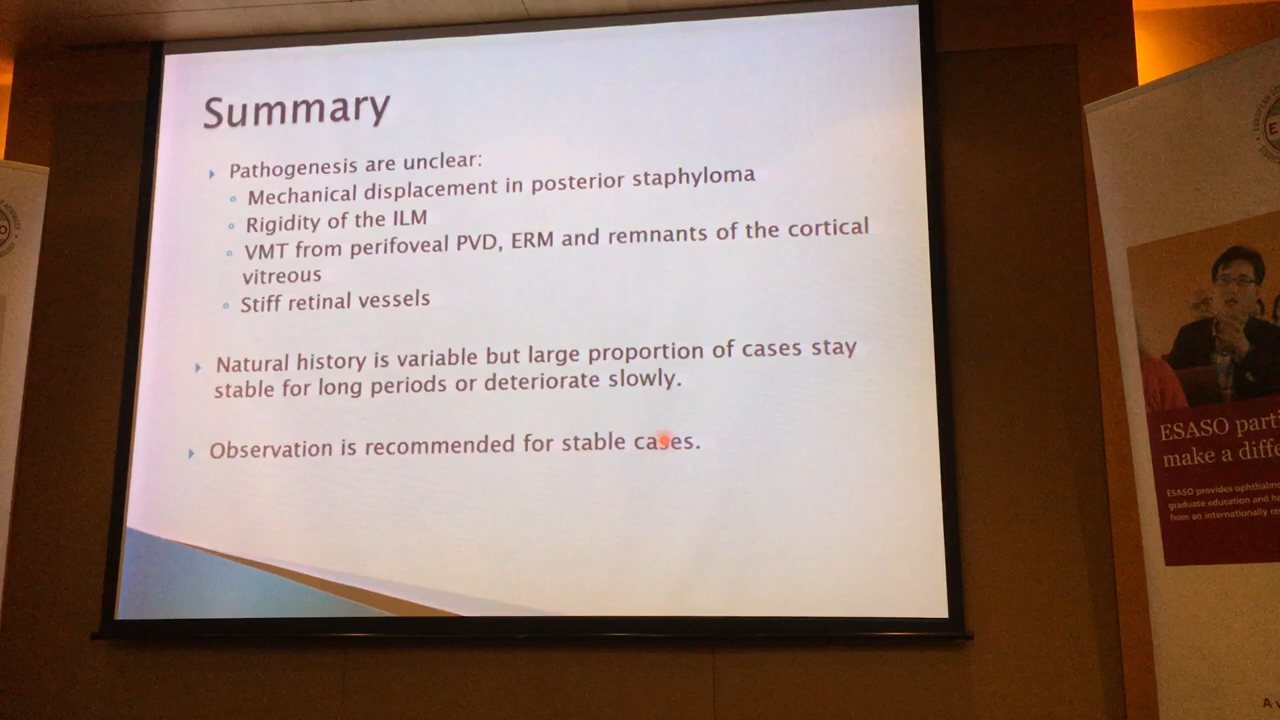 Summary
Pathogenesis are unclear:
Mechanical displacement in posterior staphyloma
Rigidity of the ILM
VMT from perifoveal PVD, ERM and remnants of the cortical
vitreous
Stiff retinal vessels
Natural history is variable but large proportion of cases stay
stable for long periods or deteriorate slowly.
Observation is recommended for stable cases.
ESASO
make a
ESASO provides
graduate education and
from an internationally